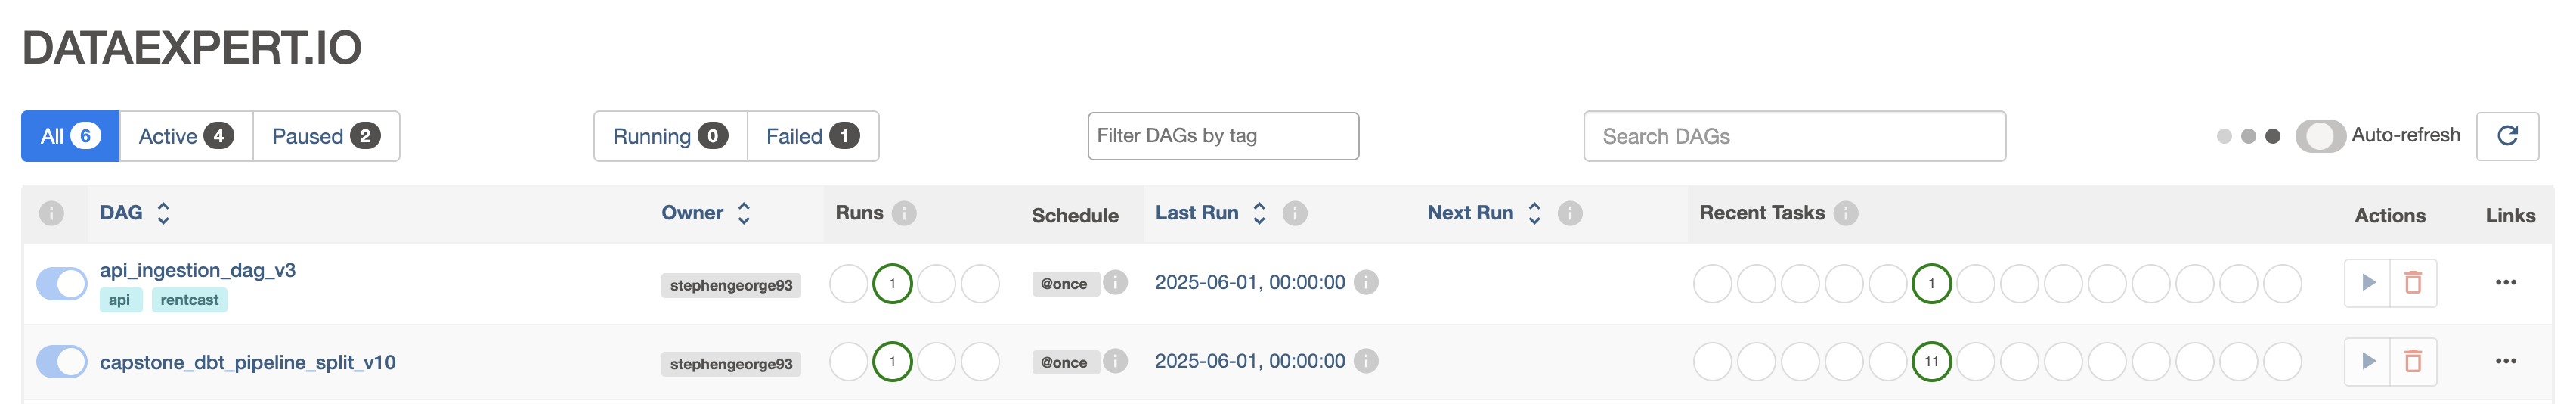 DATAEXPERT.IO
All 6 Active 4 Paused 2 Running 0 Failed 1 Filter DAGs by tag Search DAGs Auto-refresh
i DAG Owner Runs i Schedule Last Run i Next Run i Recent Tasks i Actions Links
api_ingestion_dag_v3
api rentcast
stephengeorge93 1 @once i 2025-06-01, 00:00:00 i 1
capstone_dbt_pipeline_split_v10 stephengeorge93 1 @once i 2025-06-01, 00:00:00 i 11